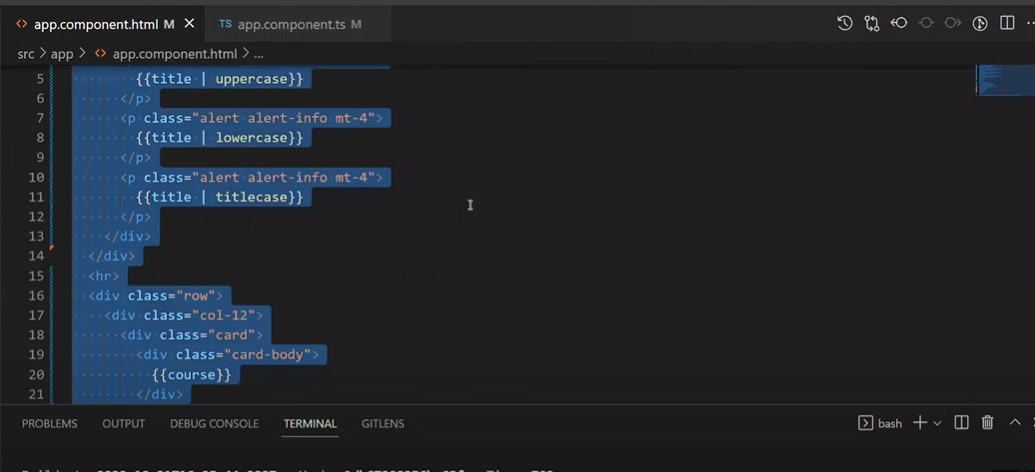 <> app.component.html M × TS app.component.ts M
src > app > <> app.component.html > ...
5 {{title | uppercase}}
6 </p>
7 <p class="alert alert-info mt-4">
8 {{title | lowercase}}
9 </p>
10 <p class="alert alert-info mt-4">
11 {{title | titlecase}}
12 </p>
13 </div>
14 </div>
15 <hr>
16 <div class="row">
17 <div class="col-12">
18 <div class="card">
19 <div class="card-body">
20 {{course}}
21 </div>
PROBLEMS OUTPUT DEBUG CONSOLE TERMINAL GITLENS bash